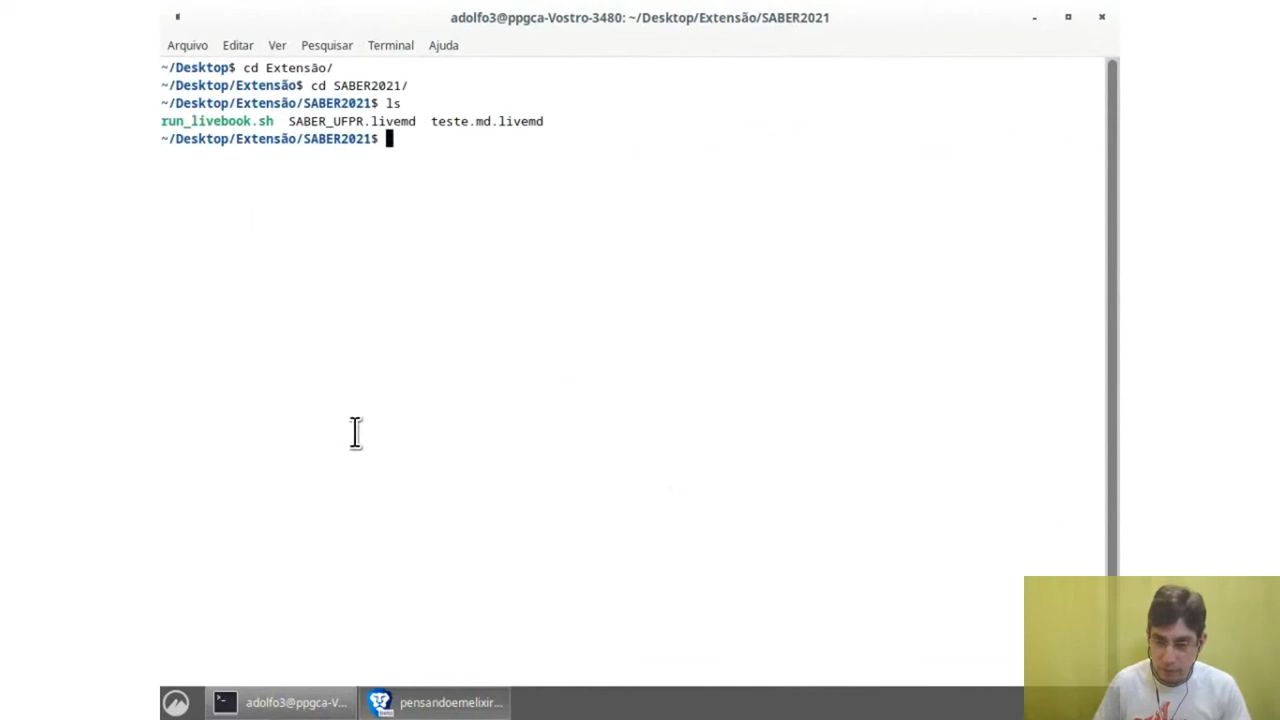 adolfo3@ppgca-Vostro-3480: ~/Desktop/Extensão/SABER2021
Arquivo Editar Ver Pesquisar Terminal Ajuda
~/Desktop$ cd Extensão/
~/Desktop/Extensão$ cd SABER2021/
~/Desktop/Extensão/SABER2021$ ls
run_livebook.sh SABER_UFPR.livemd teste.md.livemd
~/Desktop/Extensão/SABER2021$
adolfo3@ppgca-V... pensandoemelixir...